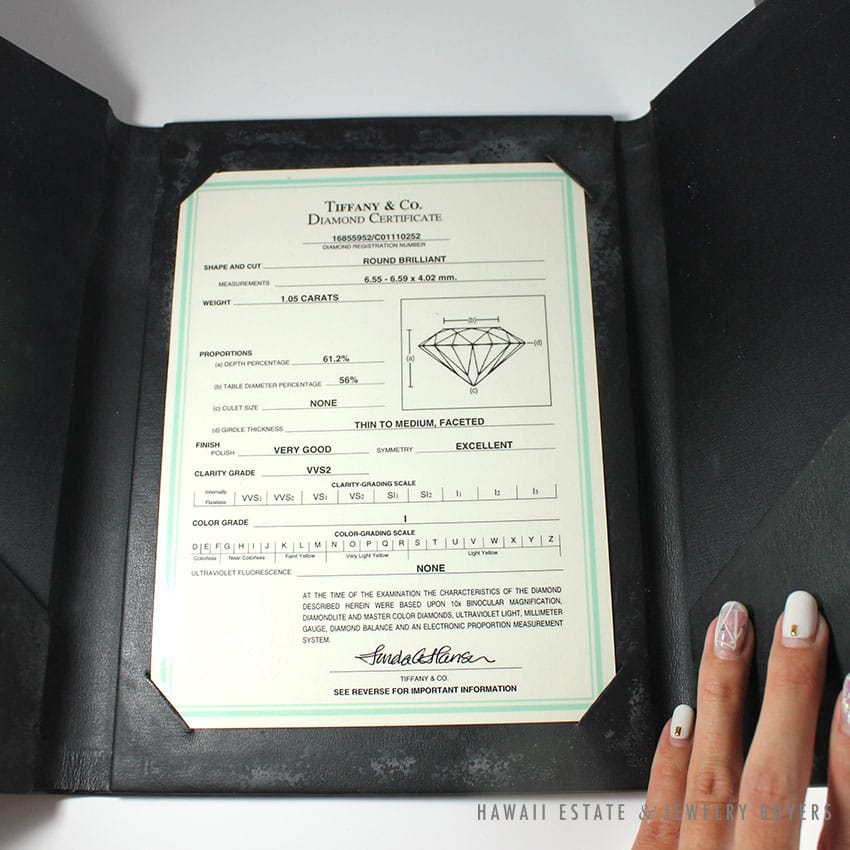 TIFFANY & CO.
DIAMOND CERTIFICATE
16855952/C01110252
DIAMOND REGISTRATION NUMBER
SHAPE AND CUT ROUND BRILLIANT
MEASUREMENTS 6.55 - 6.59 x 4.02 mm.
WEIGHT 1.05 CARATS
(b)
(a)
(d)
(c)
PROPORTIONS
(a) DEPTH PERCENTAGE 61.2%
(b) TABLE DIAMETER PERCENTAGE 56%
(c) CULET SIZE NONE
(d) GIRDLE THICKNESS THIN TO MEDIUM, FACETED
FINISH
POLISH VERY GOOD SYMMETRY EXCELLENT
CLARITY GRADE VVS2
CLARITY-GRADING SCALE
Internally Flawless VVS1 VVS2 VS1 VS2 SI1 SI2 I1 I2 I3
COLOR GRADE I
COLOR-GRADING SCALE
D E F G H I J K L M N O P Q R S T U V W X Y Z
Colorless Near Colorless Faint Yellow Very Light Yellow Light Yellow
ULTRAVIOLET FLUORESCENCE NONE
AT THE TIME OF THE EXAMINATION THE CHARACTERISTICS OF THE DIAMOND
DESCRIBED HEREIN WERE BASED UPON 10x BINOCULAR MAGNIFICATION,
DIAMONDLITE AND MASTER COLOR DIAMONDS, ULTRAVIOLET LIGHT, MILLIMETER
GAUGE, DIAMOND BALANCE AND AN ELECTRONIC PROPORTION MEASUREMENT
SYSTEM.
TIFFANY & CO.
SEE REVERSE FOR IMPORTANT INFORMATION
HAWAII ESTATE & JEWELRY BUYERS